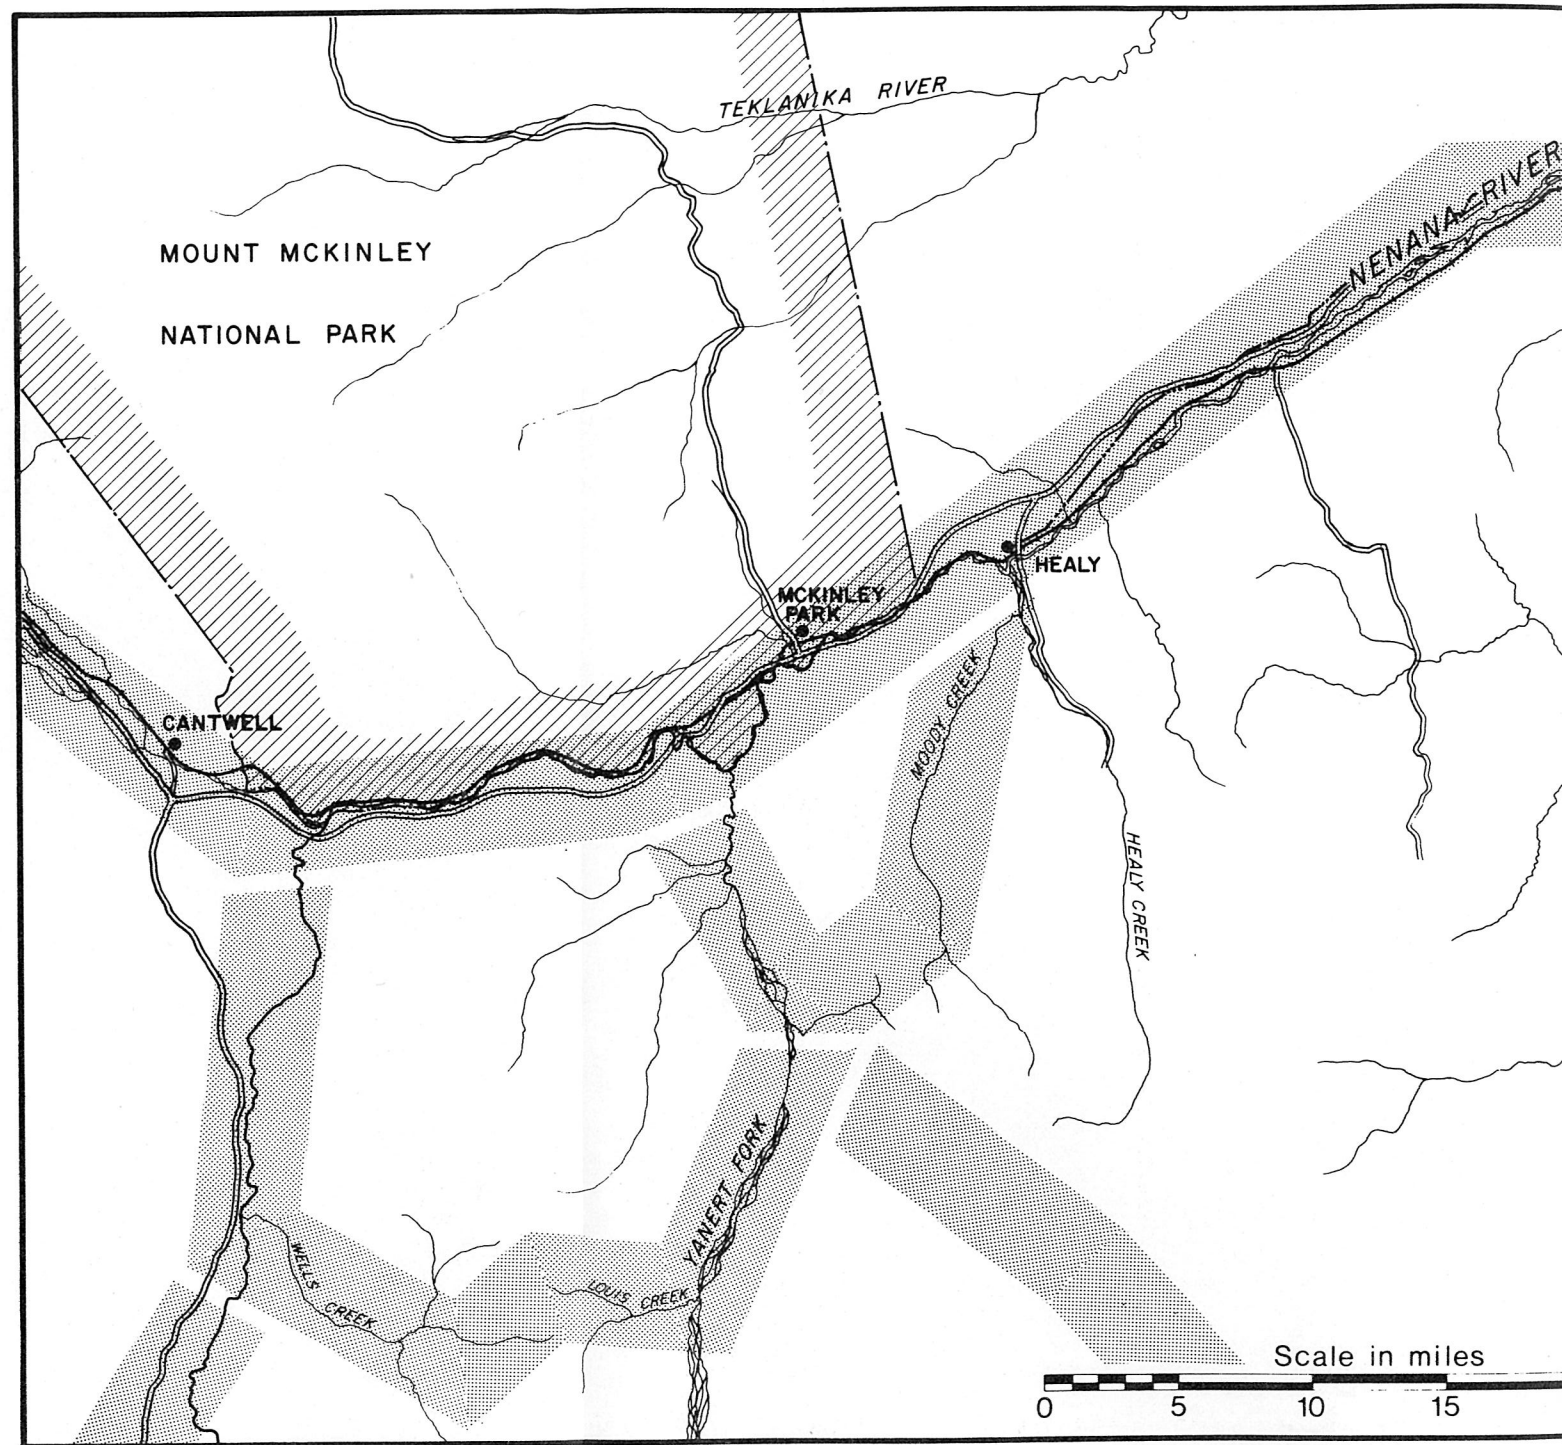 TEKLANIKA RIVER
NENANA RIVER
MOUNT MCKINLEY
NATIONAL PARK
HEALY
MCKINLEY
PARK
MOODY CREEK
CANTWELL
HEALY CREEK
YANERT FORK
WELLS CREEK
LOUIS CREEK
Scale in miles
0 5 10 15